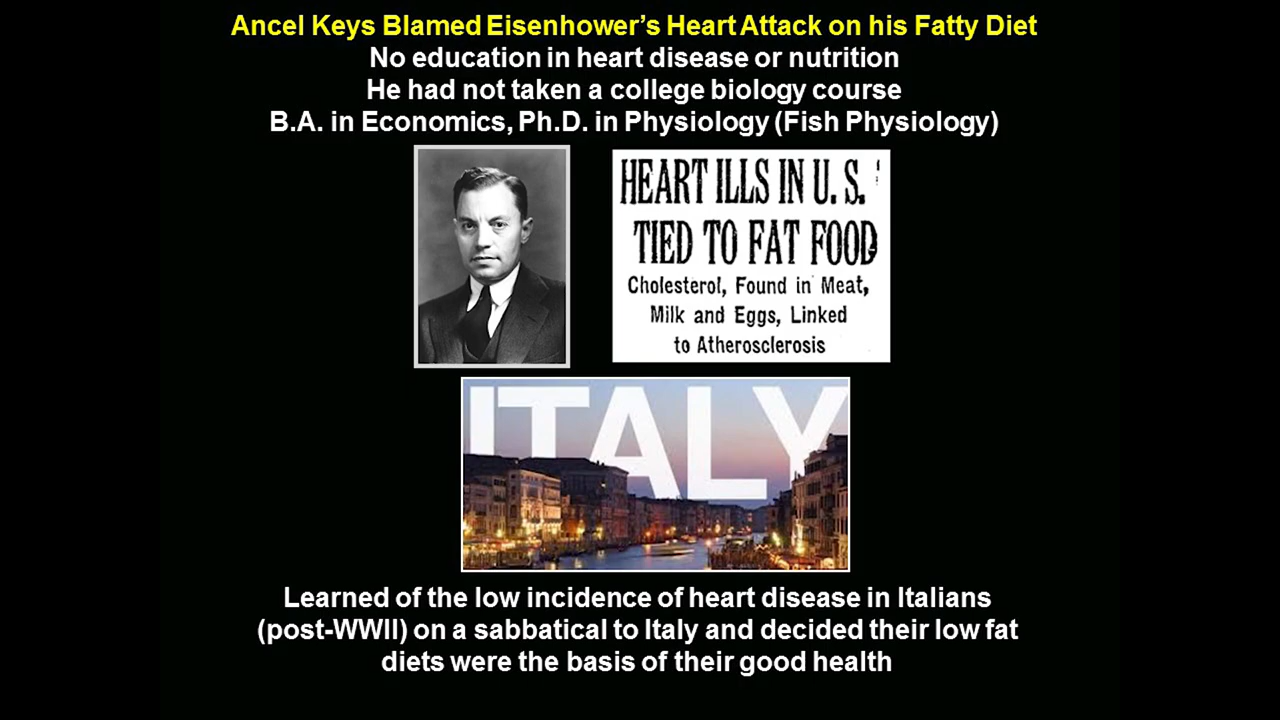 Ancel Keys Blamed Eisenhower's Heart Attack on his Fatty Diet
No education in heart disease or nutrition
He had not taken a college biology course
B.A. in Economics, Ph.D. in Physiology (Fish Physiology)
HEART ILLS IN U. S.
TIED TO FAT FOOD
Cholesterol, Found in Meat,
Milk and Eggs, Linked
to Atherosclerosis
ITALY
Learned of the low incidence of heart disease in Italians
(post-WWII) on a sabbatical to Italy and decided their low fat
diets were the basis of their good health